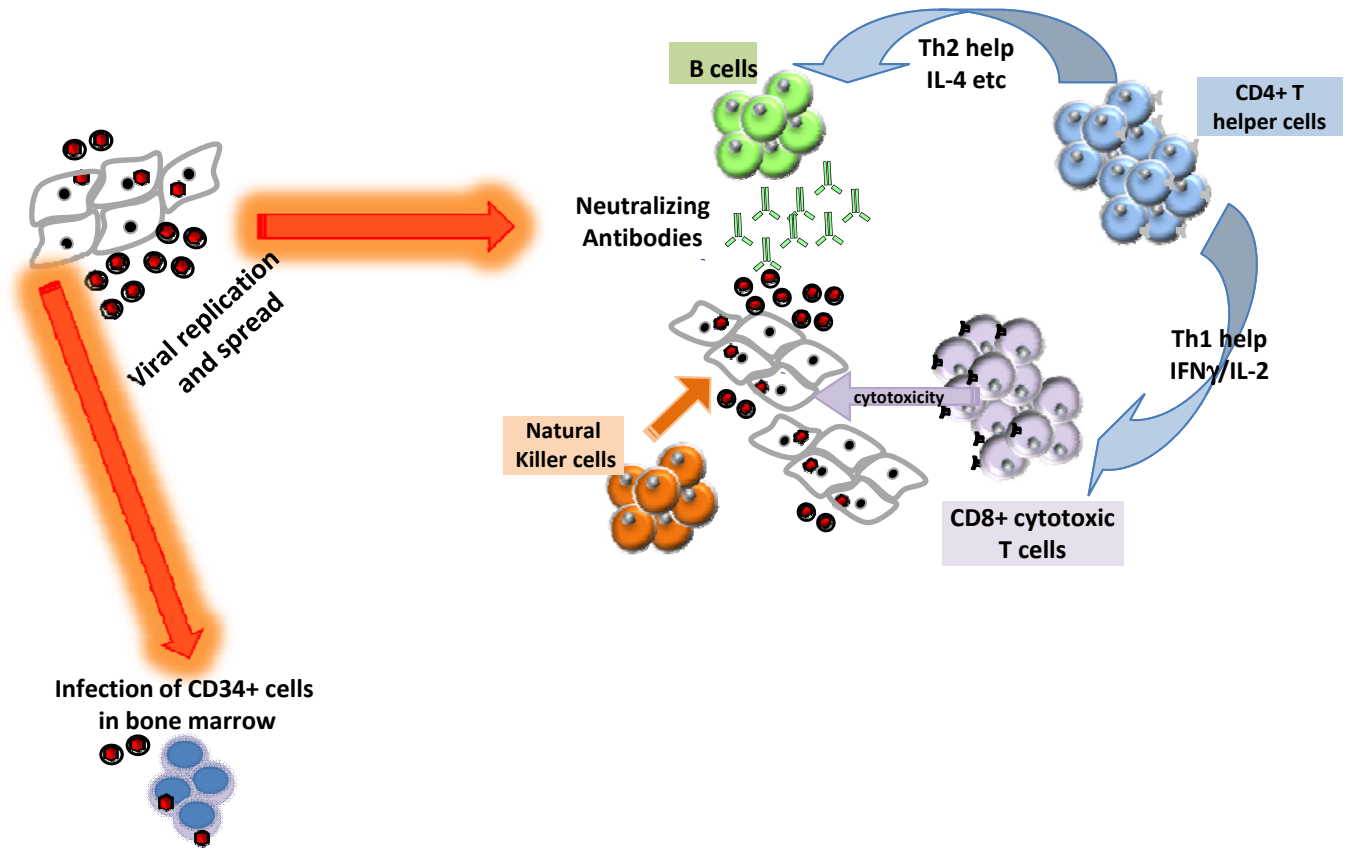 B cells
Th2 help
IL-4 etc
CD4+ T
helper cells
Neutralizing
Antibodies
Viral replication
and spread
Th1 help
IFNγ/IL-2
cytotoxicity
Natural
Killer cells
CD8+ cytotoxic
T cells
Infection of CD34+ cells
in bone marrow